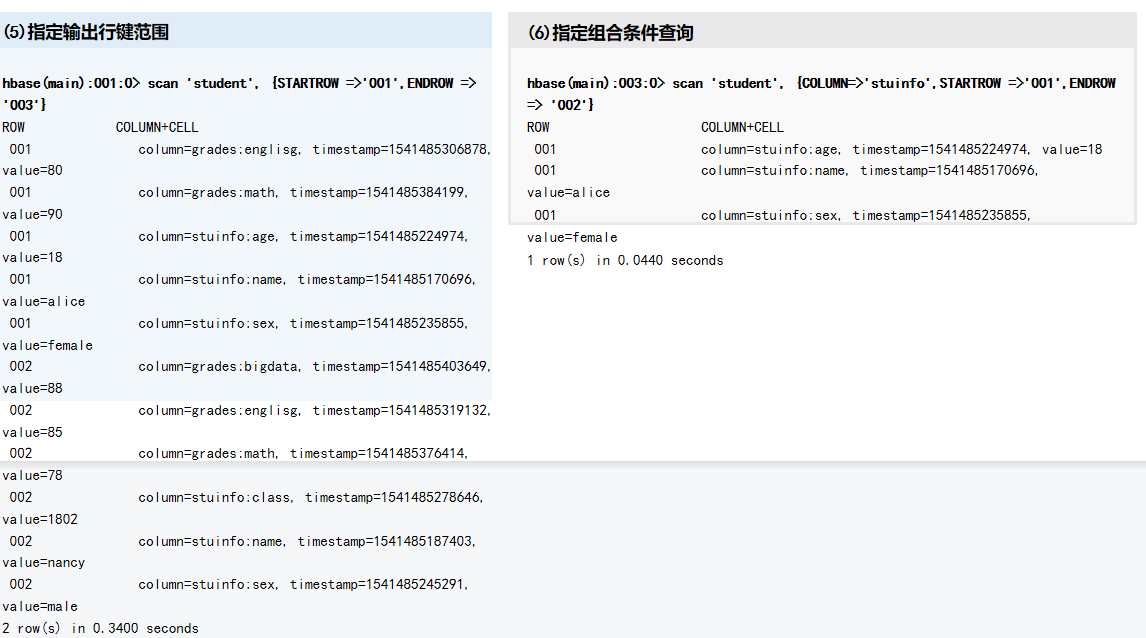 (5)指定输出行键范围
hbase(main):001:0> scan 'student', {STARTROW =>'001',ENDROW =>
'003'}
ROW COLUMN+CELL
001 column=grades:englisg, timestamp=1541485306878,
value=80
001 column=grades:math, timestamp=1541485384199,
value=90
001 column=stuinfo:age, timestamp=1541485224974,
value=18
001 column=stuinfo:name, timestamp=1541485170696,
value=alice
001 column=stuinfo:sex, timestamp=1541485235855,
value=female
002 column=grades:bigdata, timestamp=1541485403649,
value=88
002 column=grades:englisg, timestamp=1541485319132,
value=85
002 column=grades:math, timestamp=1541485376414,
value=78
002 column=stuinfo:class, timestamp=1541485278646,
value=1802
002 column=stuinfo:name, timestamp=1541485187403,
value=nancy
002 column=stuinfo:sex, timestamp=1541485245291,
value=male
2 row(s) in 0.3400 seconds
(6)指定组合条件查询
hbase(main):003:0> scan 'student', {COLUMN=>'stuinfo',STARTROW =>'001',ENDROW
=> '002'}
ROW COLUMN+CELL
001 column=stuinfo:age, timestamp=1541485224974, value=18
001 column=stuinfo:name, timestamp=1541485170696,
value=alice
001 column=stuinfo:sex, timestamp=1541485235855,
value=female
1 row(s) in 0.0440 seconds